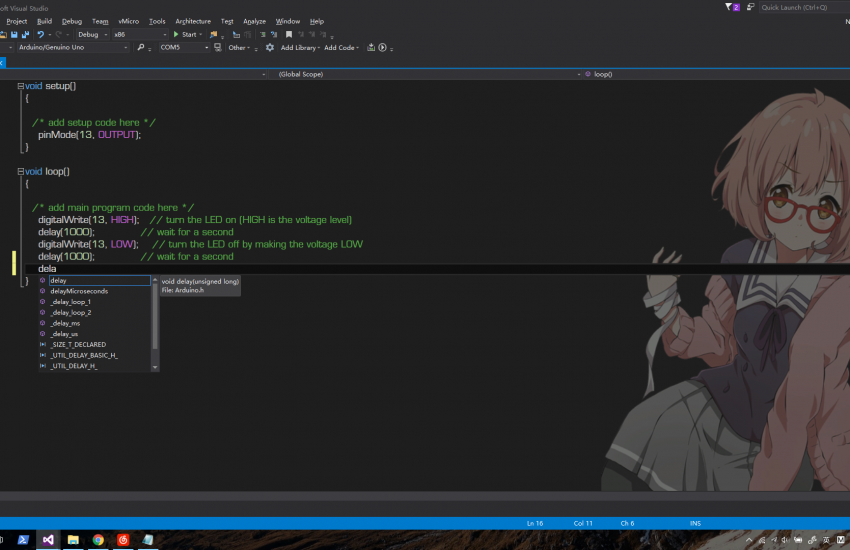 oft Visual Studio
2
Quick Launch (Ctrl+Q)
Project Build Debug Team vMicro Tools Architecture Test Analyze Window Help
N
Debug x86 Start
Arduino/Genuino Uno COM5 Other Add Library Add Code
(Global Scope) loop()
void setup()
{
/* add setup code here */
pinMode(13, OUTPUT);
}
void loop()
{
/* add main program code here */
digitalWrite(13, HIGH); // turn the LED on (HIGH is the voltage level)
delay(1000); // wait for a second
digitalWrite(13, LOW); // turn the LED off by making the voltage LOW
delay(1000); // wait for a second
dela
}
delay
void delay(unsigned long)
File: Arduino.h
delayMicroseconds
_delay_loop_1
_delay_loop_2
_delay_ms
_delay_us
_SIZE_T_DECLARED
_UTIL_DELAY_BASIC_H_
_UTIL_DELAY_H_
Ln 16 Col 11 Ch 6 INS
英 M